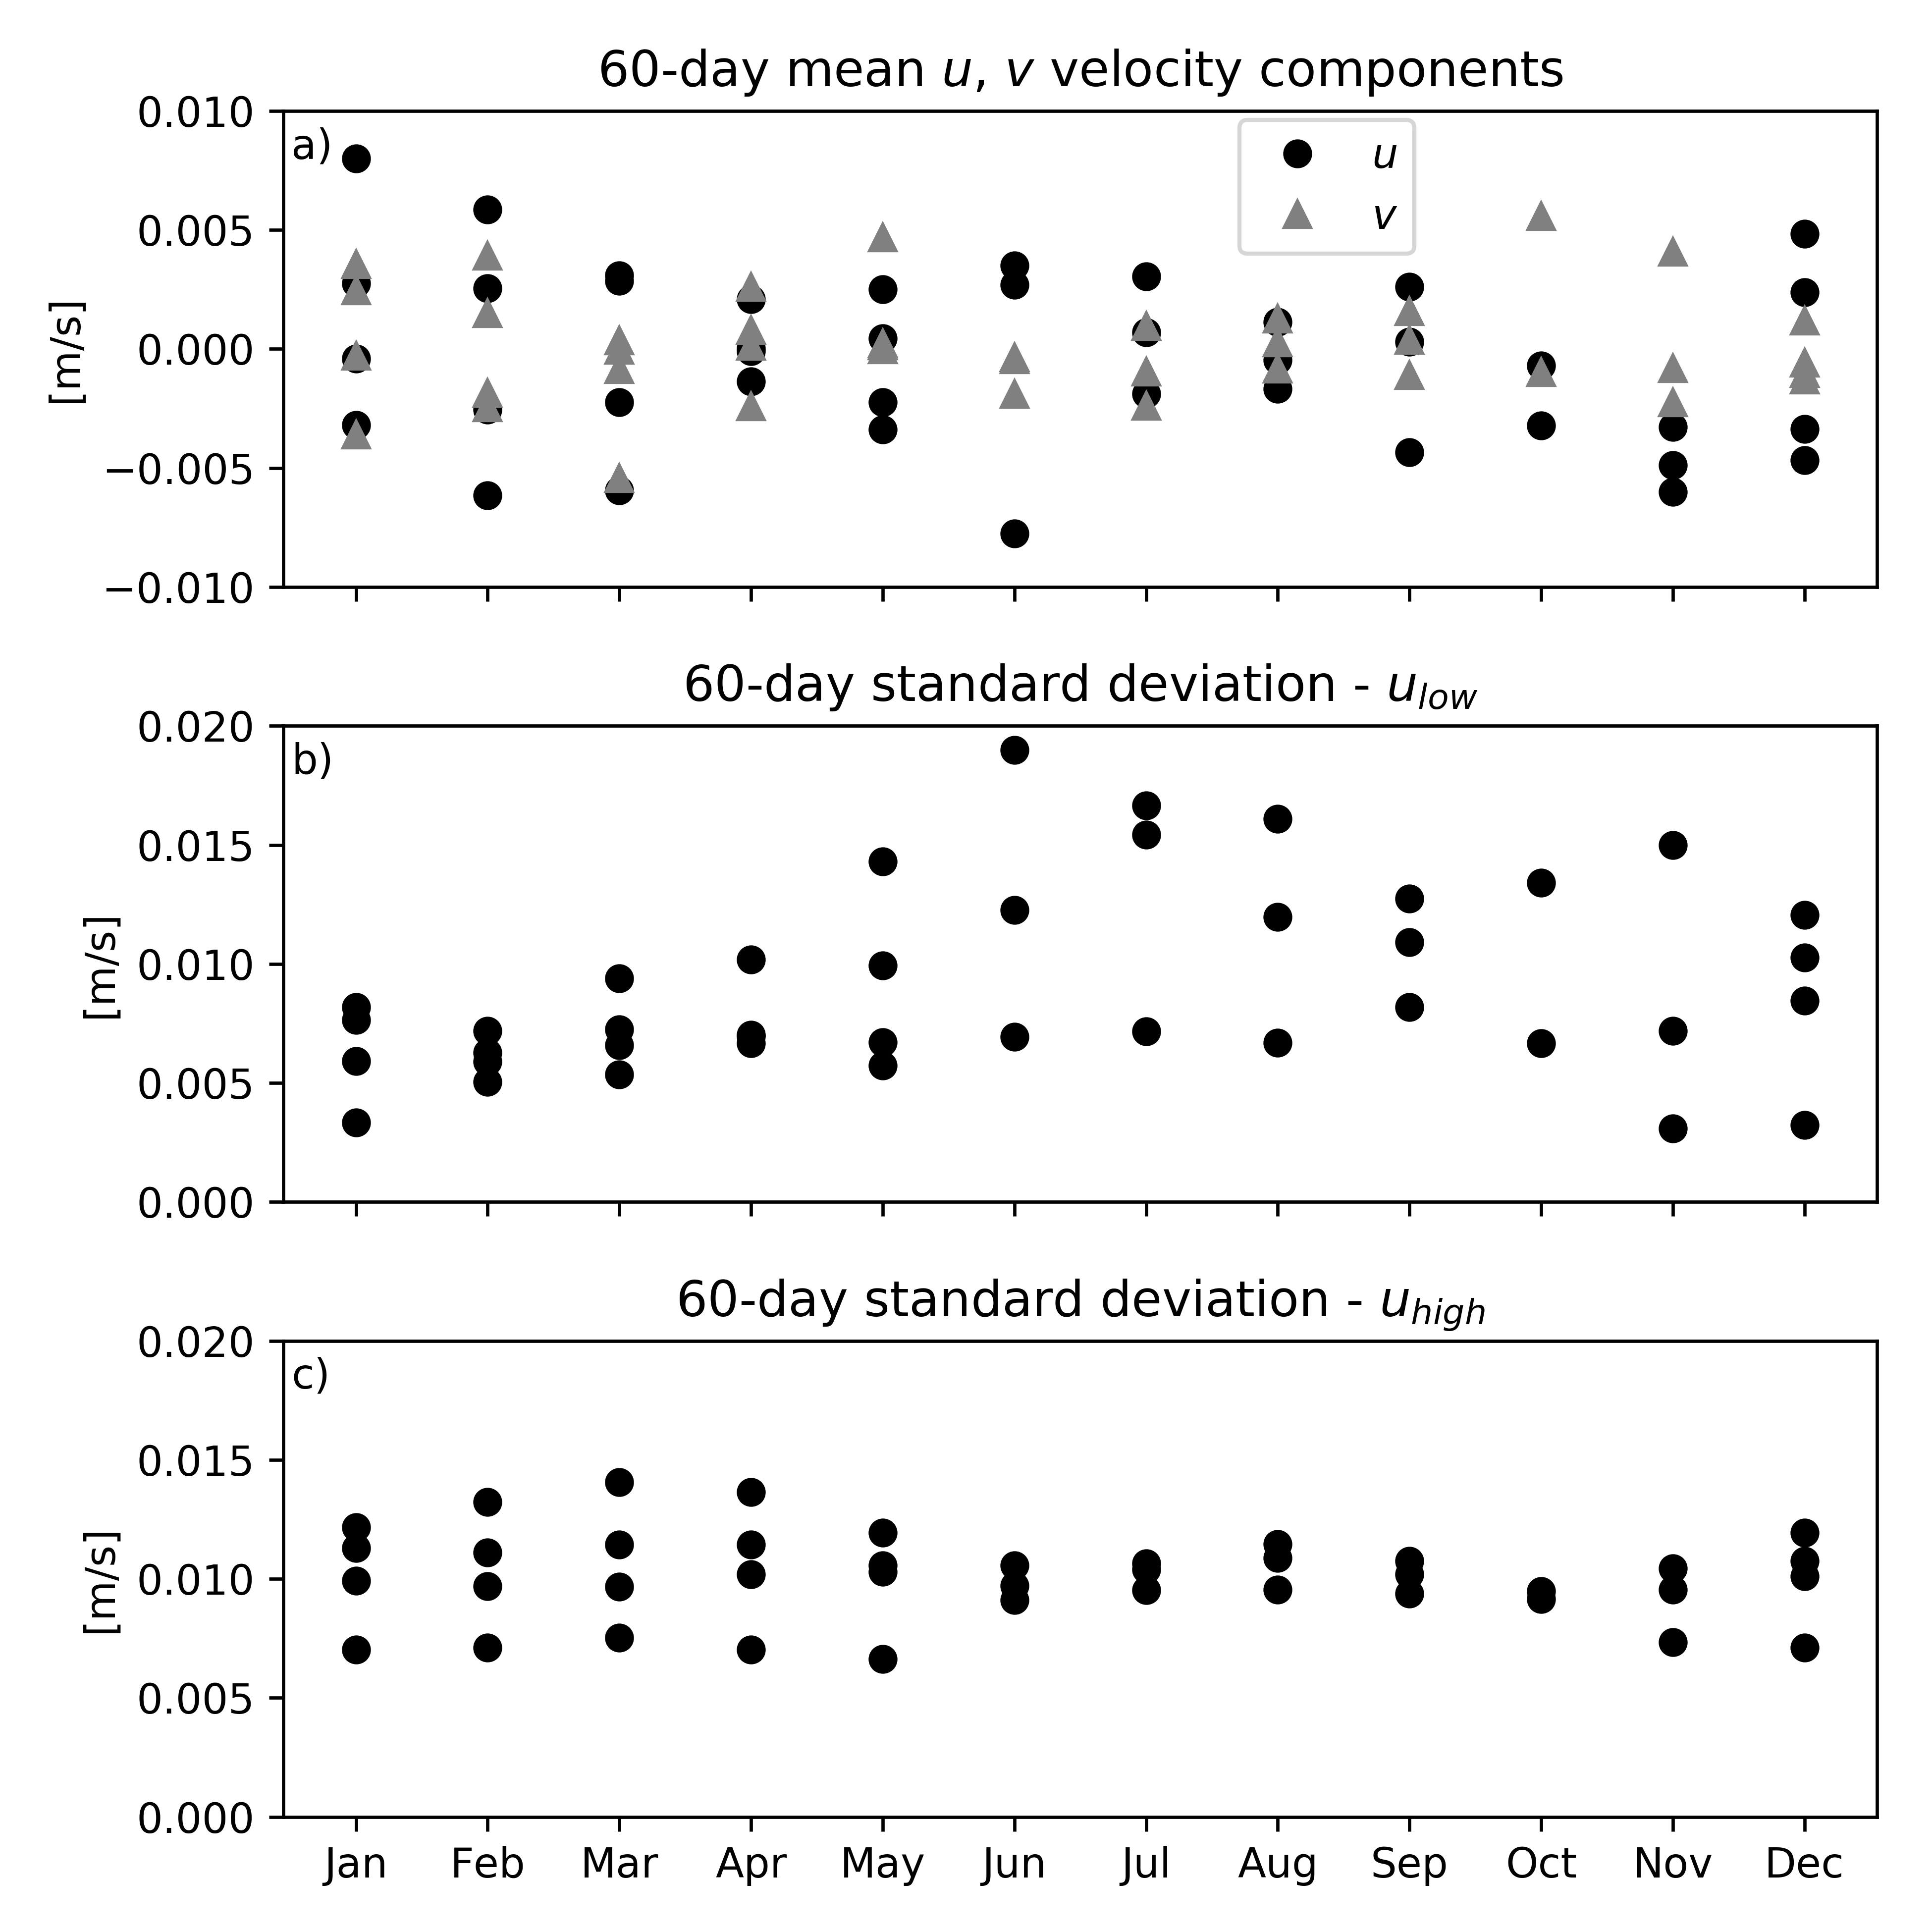 60-day mean u, v velocity components
a)
u
v
0.010
0.005
0.000
−0.005
−0.010
[m/s]
60-day standard deviation - u_low
b)
0.020
0.015
0.010
0.005
0.000
[m/s]
60-day standard deviation - u_high
c)
0.020
0.015
0.010
0.005
0.000
[m/s]
Jan Feb Mar Apr May Jun Jul Aug Sep Oct Nov Dec